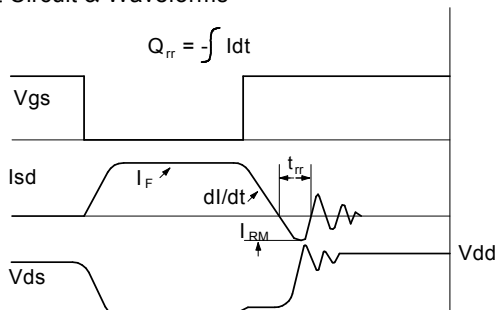 Circuit & Waveforms
Qrr = -∫ Idt
Vgs
Isd
IF
dI/dt
trr
IRM
Vdd
Vds